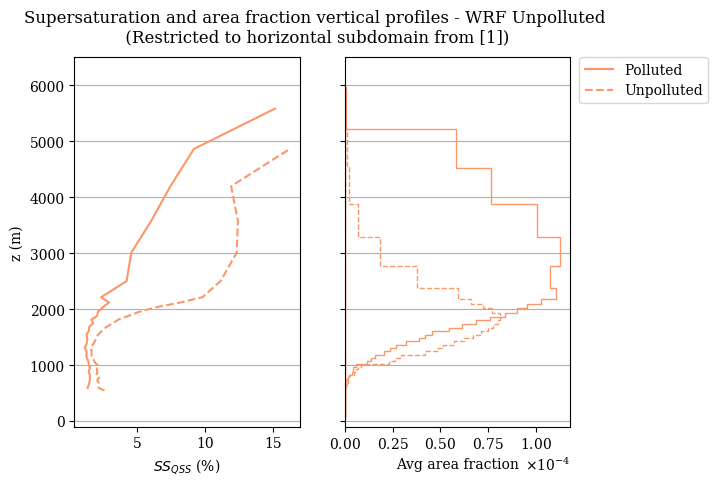 Supersaturation and area fraction vertical profiles - WRF Unpolluted
(Restricted to horizontal subdomain from [1])
Polluted
Unpolluted
6000
5000
4000
3000
2000
1000
0
z (m)
5 10 15
0.00 0.25 0.50 0.75 1.00
SS_QSS (%)
Avg area fraction ×10⁻⁴